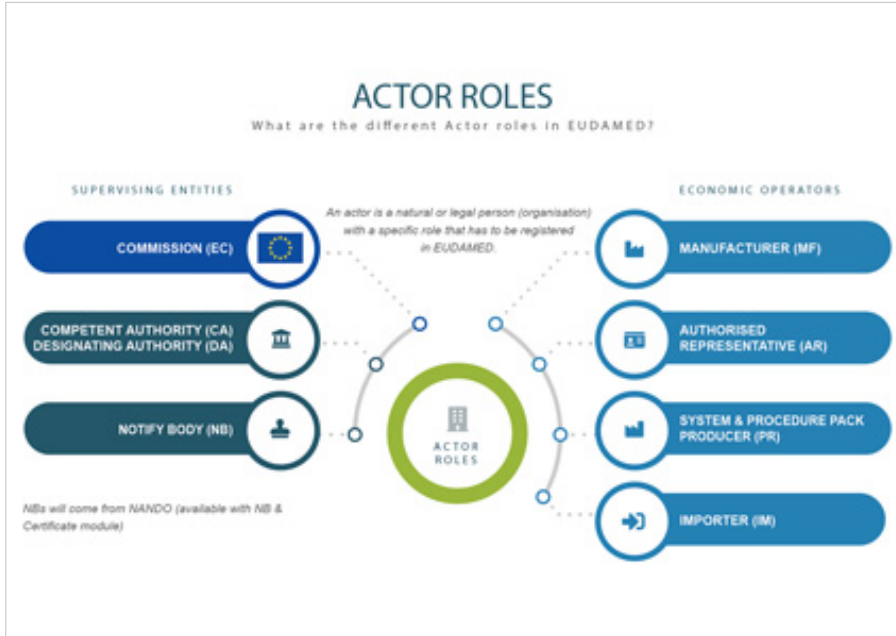 ACTOR ROLES
What are the different Actor roles in EUDAMED?
SUPERVISING ENTITIES
COMMISSION (EC)
COMPETENT AUTHORITY (CA)
DESIGNATING AUTHORITY (DA)
NOTIFY BODY (NB)
NBs will come from NANDO (available with NB &
Certificate module)
An actor is a natural or legal person (organisation)
with a specific role that has to be registered
in EUDAMED.
ACTOR
ROLES
ECONOMIC OPERATORS
MANUFACTURER (MF)
AUTHORISED
REPRESENTATIVE (AR)
SYSTEM & PROCEDURE PACK
PRODUCER (PR)
IMPORTER (IM)